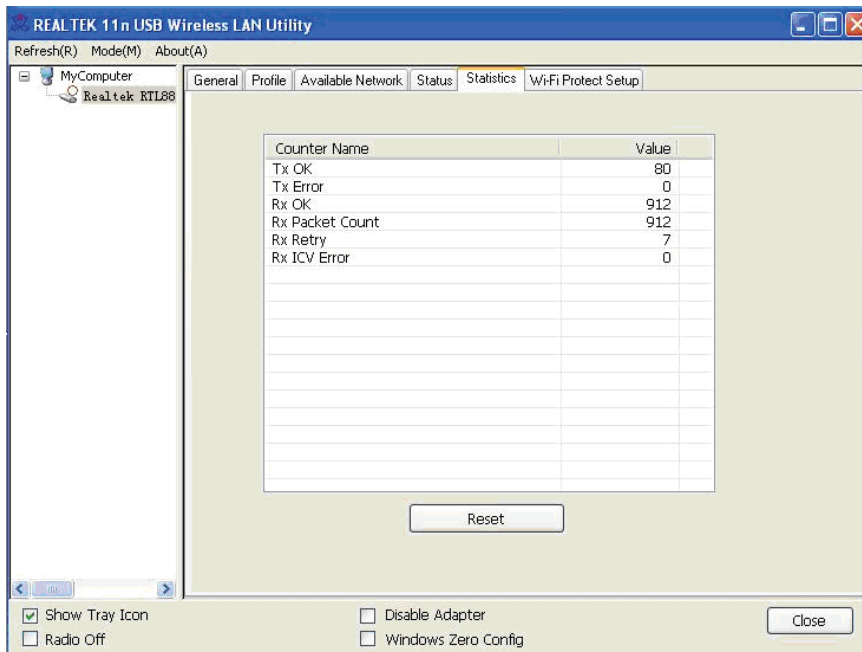 REALTEK 11n USB Wireless LAN Utility
Refresh(R) Mode(M) About(A)
MyComputer
Realtek RTL88
General Profile Available Network Status Statistics Wi-Fi Protect Setup
Counter Name Value
Tx OK 80
Tx Error 0
Rx OK 912
Rx Packet Count 912
Rx Retry 7
Rx ICV Error 0
Reset
Show Tray Icon Disable Adapter
Radio Off Windows Zero Config
Close